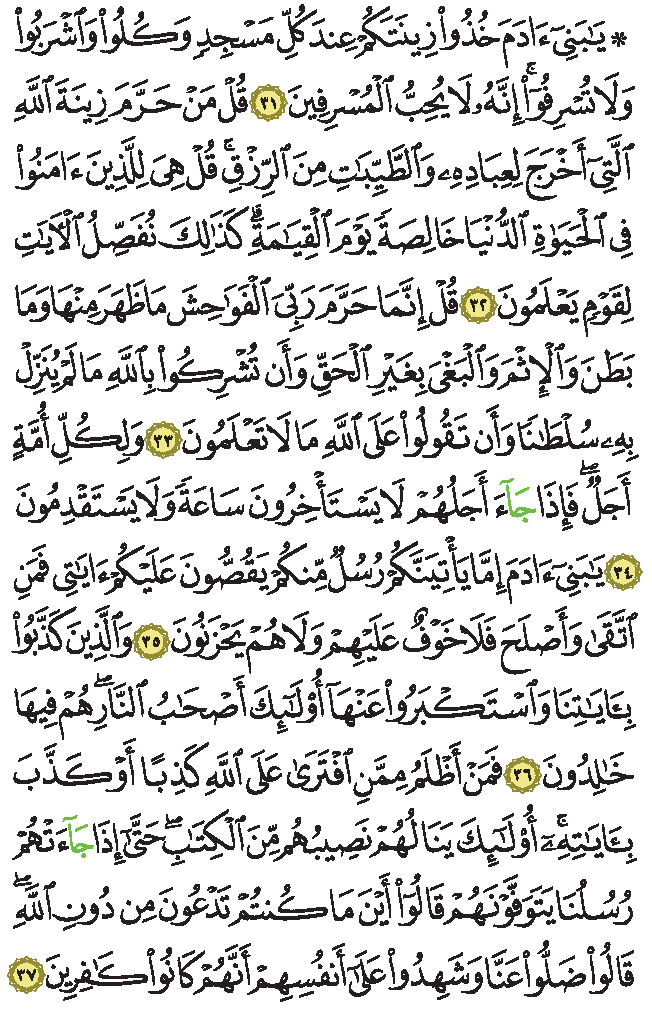 * يَٰبَنِيٓ ءَادَمَ خُذُواْ زِينَتَكُمۡ عِندَ كُلِّ مَسۡجِدٖ وَكُلُواْ وَٱشۡرَبُواْ
وَلَا تُسۡرِفُوٓاْۚ إِنَّهُۥ لَا يُحِبُّ ٱلۡمُسۡرِفِينَ ٣١ قُلۡ مَنۡ حَرَّمَ زِينَةَ ٱللَّهِ
ٱلَّتِيٓ أَخۡرَجَ لِعِبَادِهِۦ وَٱلطَّيِّبَٰتِ مِنَ ٱلرِّزۡقِۚ قُلۡ هِيَ لِلَّذِينَ ءَامَنُواْ
فِي ٱلۡحَيَوٰةِ ٱلدُّنۡيَا خَالِصَةٗ يَوۡمَ ٱلۡقِيَٰمَةِۗ كَذَٰلِكَ نُفَصِّلُ ٱلۡأٓيَٰتِ
لِقَوۡمٖ يَعۡلَمُونَ ٣٢ قُلۡ إِنَّمَا حَرَّمَ رَبِّيَ ٱلۡفَوَٰحِشَ مَا ظَهَرَ مِنۡهَا وَمَا
بَطَنَ وَٱلۡإِثۡمَ وَٱلۡبَغۡيَ بِغَيۡرِ ٱلۡحَقِّ وَأَن تُشۡرِكُواْ بِٱللَّهِ مَا لَمۡ يُنَزِّلۡ
بِهِۦ سُلۡطَٰنٗا وَأَن تَقُولُواْ عَلَى ٱللَّهِ مَا لَا تَعۡلَمُونَ ٣٣ وَلِكُلِّ أُمَّةٍ
أَجَلٞۖ فَإِذَا جَآءَ أَجَلُهُمۡ لَا يَسۡتَأۡخِرُونَ سَاعَةٗ وَلَا يَسۡتَقۡدِمُونَ
٣٤ يَٰبَنِيٓ ءَادَمَ إِمَّا يَأۡتِيَنَّكُمۡ رُسُلٞ مِّنكُمۡ يَقُصُّونَ عَلَيۡكُمۡ ءَايَٰتِي فَمَنِ
ٱتَّقَىٰ وَأَصۡلَحَ فَلَا خَوۡفٌ عَلَيۡهِمۡ وَلَا هُمۡ يَحۡزَنُونَ ٣٥ وَٱلَّذِينَ كَذَّبُواْ
بِـَٔايَٰتِنَا وَٱسۡتَكۡبَرُواْ عَنۡهَآ أُوْلَٰٓئِكَ أَصۡحَٰبُ ٱلنَّارِۖ هُمۡ فِيهَا
خَٰلِدُونَ ٣٦ فَمَنۡ أَظۡلَمُ مِمَّنِ ٱفۡتَرَىٰ عَلَى ٱللَّهِ كَذِبًا أَوۡ كَذَّبَ
بِـَٔايَٰتِهِۦٓۚ أُوْلَٰٓئِكَ يَنَالُهُمۡ نَصِيبُهُم مِّنَ ٱلۡكِتَٰبِۖ حَتَّىٰٓ إِذَا جَآءَتۡهُمۡ
رُسُلُنَا يَتَوَفَّوۡنَهُمۡ قَالُوٓاْ أَيۡنَ مَا كُنتُمۡ تَدۡعُونَ مِن دُونِ ٱللَّهِۖ
قَالُواْ ضَلُّواْ عَنَّا وَشَهِدُواْ عَلَىٰٓ أَنفُسِهِمۡ أَنَّهُمۡ كَانُواْ كَٰفِرِينَ ٣٧